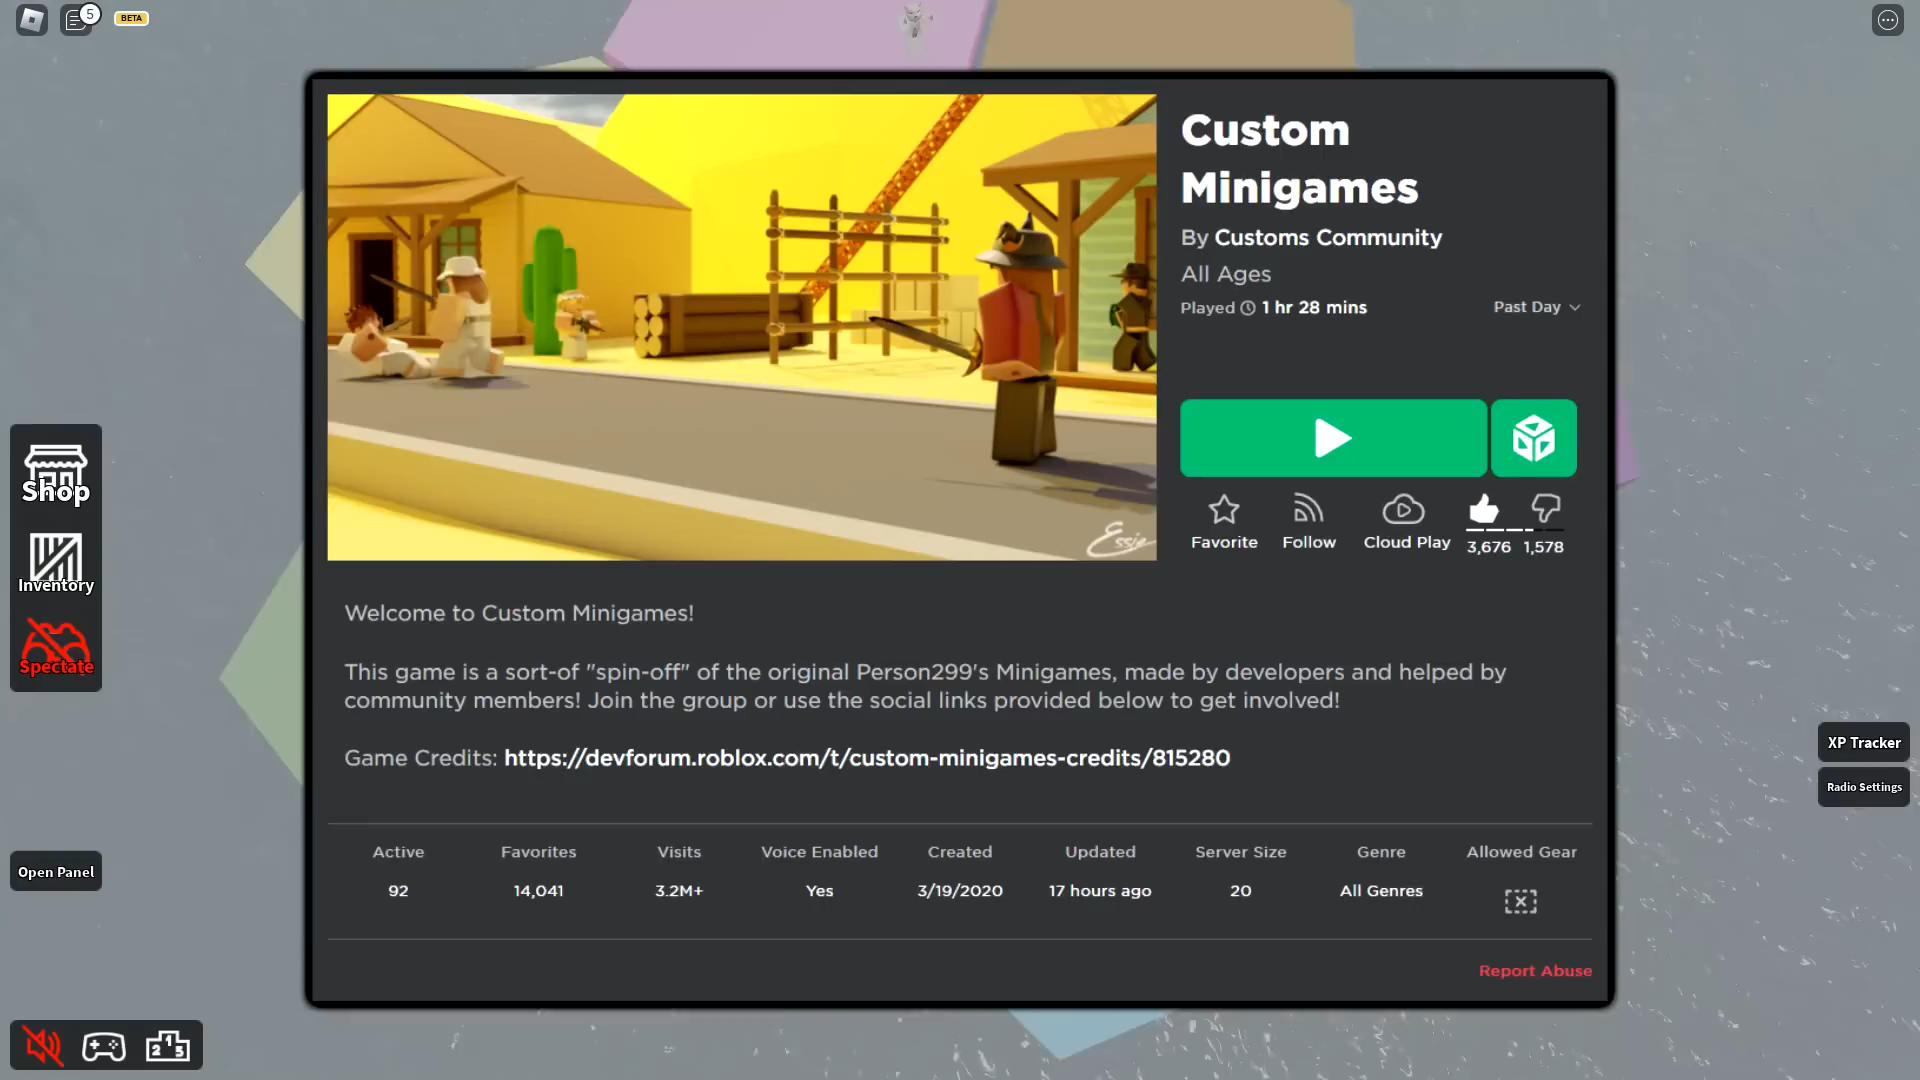 5
BETA
Custom
Minigames
By Customs Community
All Ages
Played 1 hr 28 mins
Past Day
Favorite
Follow
Cloud Play
3,676
1,578
Essie
Welcome to Custom Minigames!
This game is a sort-of "spin-off" of the original Person299's Minigames, made by developers and helped by
community members! Join the group or use the social links provided below to get involved!
Game Credits: https://devforum.roblox.com/t/custom-minigames-credits/815280
Active Favorites Visits Voice Enabled Created Updated Server Size Genre Allowed Gear
92 14,041 3.2M+ Yes 3/19/2020 17 hours ago 20 All Genres
Report Abuse
Shop
Inventory
Spectate
Open Panel
XP Tracker
Radio Settings
2 1 3